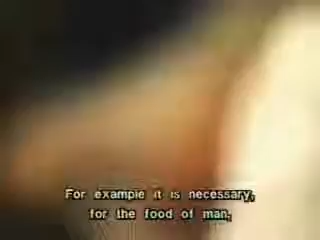 For example it is necessary,
for the food of man,